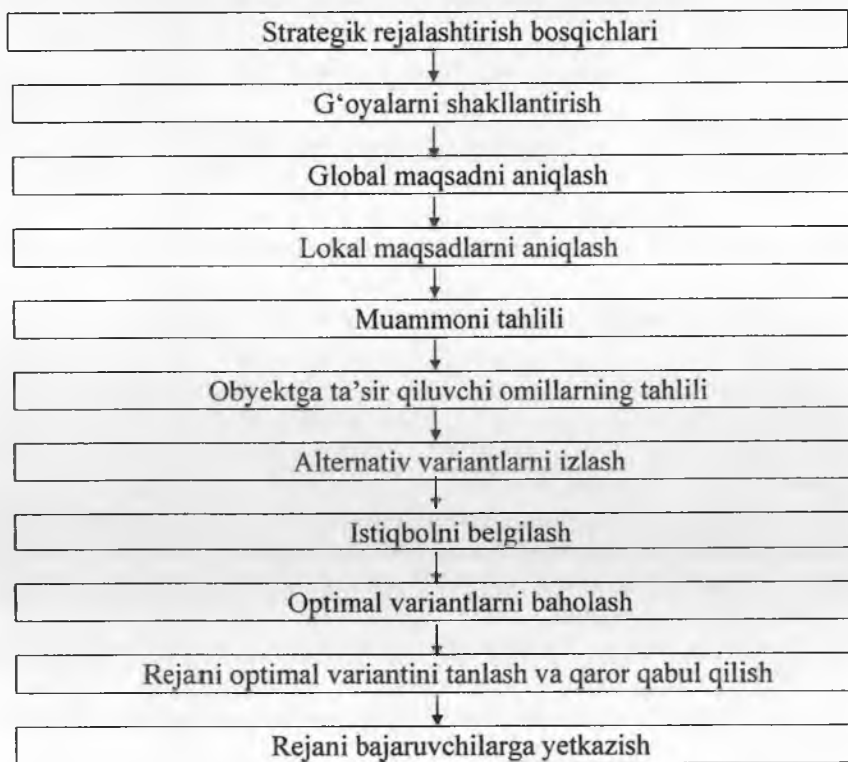 Strategik rejalashtirish bosqichlari
G‘oyalarni shakllantirish
Global maqsadni aniqlash
Lokal maqsadlarni aniqlash
Muammoni tahlili
Obyektga ta’sir qiluvchi omillarning tahlili
Alternativ variantlarni izlash
Istiqbolni belgilash
Optimal variantlarni baholash
Rejani optimal variantini tanlash va qaror qabul qilish
Rejani bajaruvchilarga yetkazish